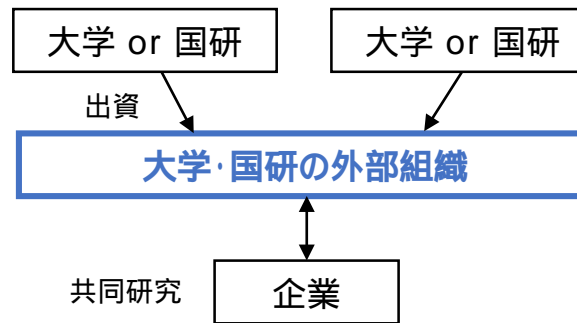 大学 or 国研
大学 or 国研
出資
大学・国研の外部組織
共同研究
企業